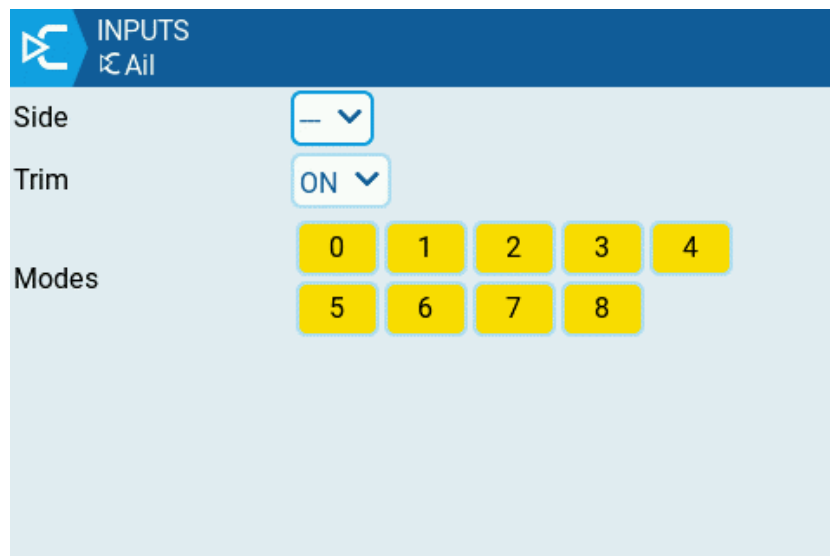 INPUTS
Ail
Side
---
Trim
ON
Modes
0 1 2 3 4
5 6 7 8